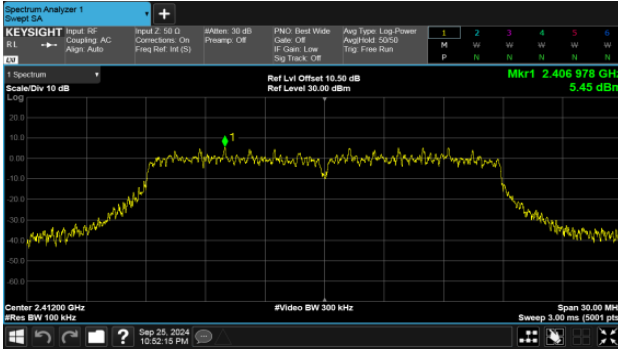 Spectrum Analyzer 1
Swept SA
+
KEYSIGHT Input: RF Input Z: 50 Ω #Atten: 30 dB PNO: Best Wide Avg Type: Log-Power 1 2 3 4 5 6
RL Coupling: AC Corrections: On Preamp: Off Gate: Off Avg|Hold: 50/50 M W W W W W
Align: Auto Freq Ref: Int (S) IF Gain: Low Trig: Free Run
LXI Sig Track: Off P N N N N N
1 Spectrum Ref Lvl Offset 10.50 dB Mkr1 2.406 978 GHz
Scale/Div 10 dB Ref Level 30.00 dBm 5.45 dBm
Log
20.0
10.0
1
0.00
-10.0
-20.0
-30.0
-40.0
-50.0
-60.0
Center 2.41200 GHz #Video BW 300 kHz Span 30.00 MHz
#Res BW 100 kHz Sweep 3.00 ms (5001 pts)
? Sep 25, 2024
10:52:15 PM